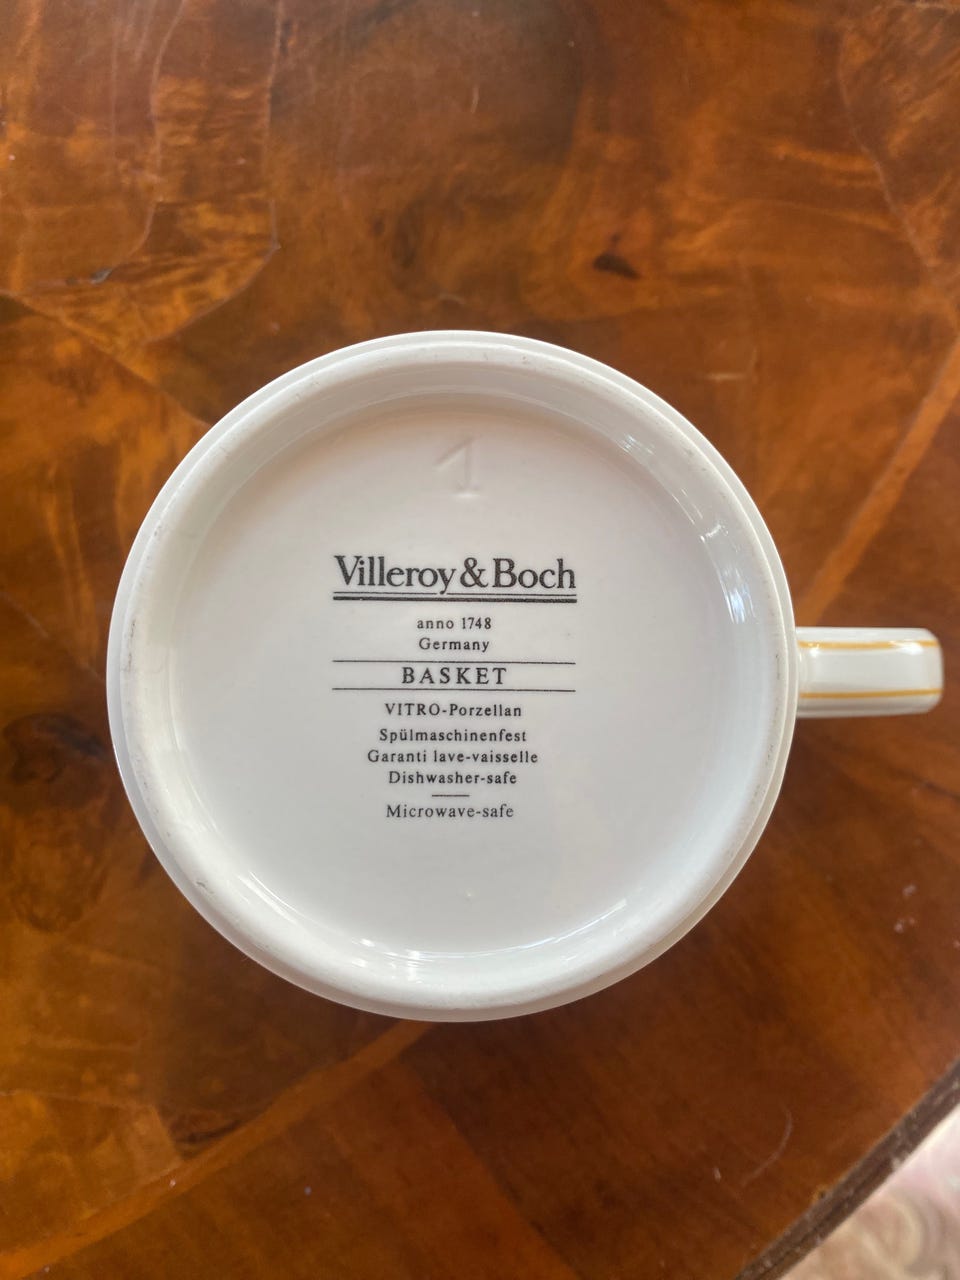 1
Villeroy & Boch
anno 1748
Germany
BASKET
VITRO-Porzellan
Spülmaschinenfest
Garanti lave-vaisselle
Dishwasher-safe
Microwave-safe